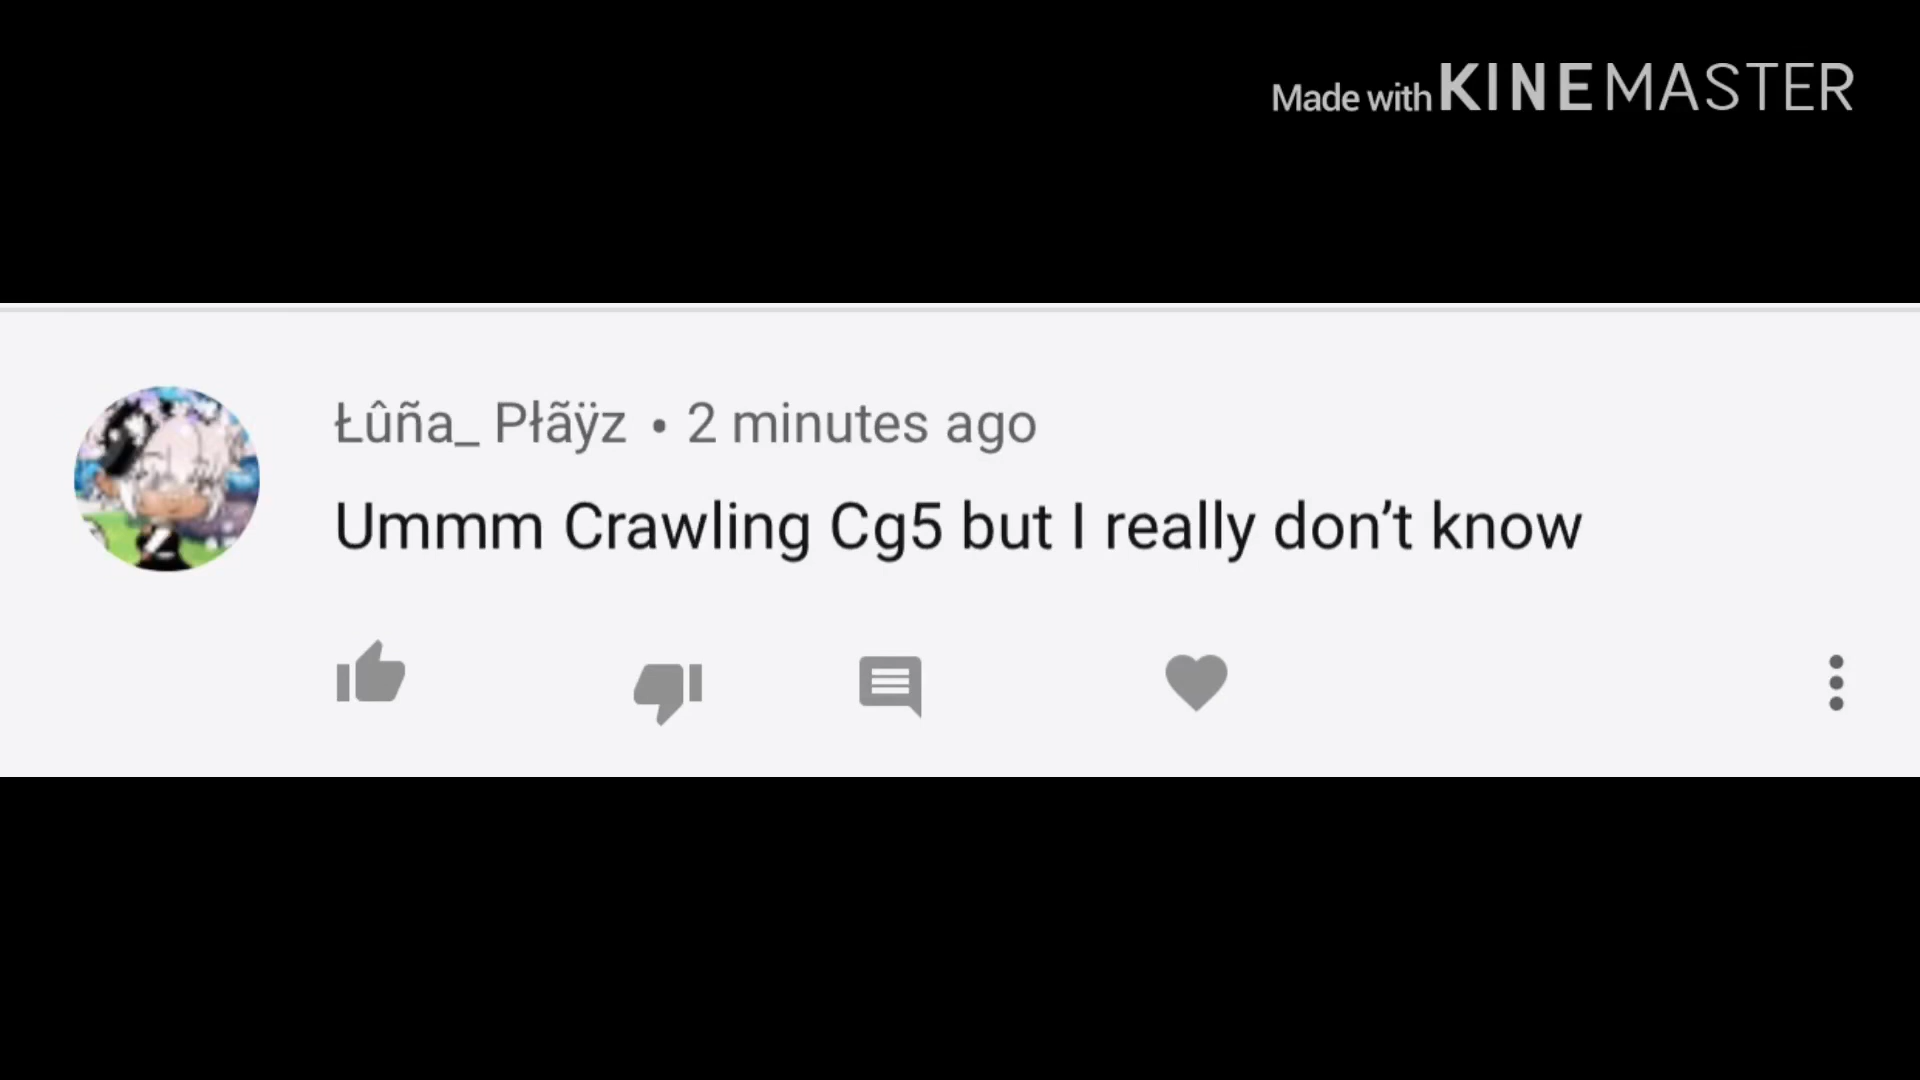 Made with KINEMASTER
Łûña_ Płãÿz • 2 minutes ago
Ummm Crawling Cg5 but I really don’t know